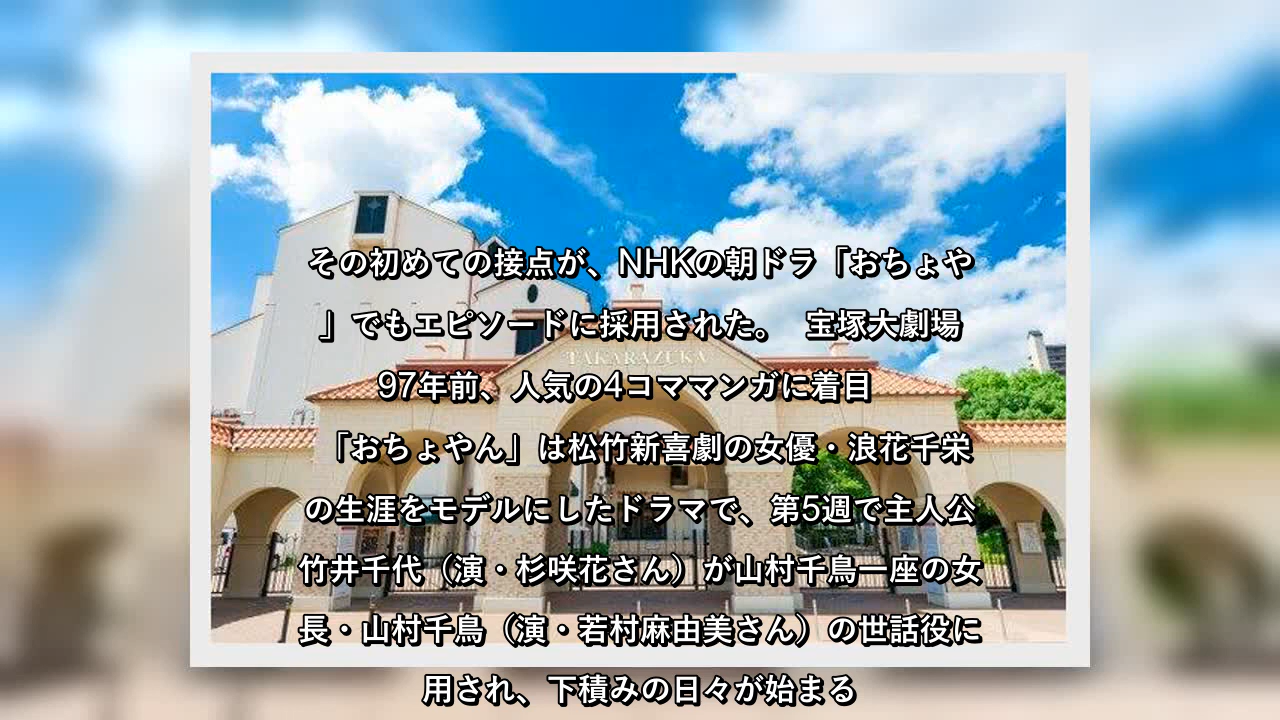 TAKARAZUKA
その初めての接点が、NHKの朝ドラ「おちょや
」でもエピソードに採用された。 宝塚大劇場
97年前、人気の4コママンガに着目
「おちょやん」は松竹新喜劇の女優・浪花千栄
の生涯をモデルにしたドラマで、第5週で主人公
竹井千代（演・杉咲花さん）が山村千鳥一座の女
長・山村千鳥（演・若村麻由美さん）の世話役に
用され、下積みの日々が始まる